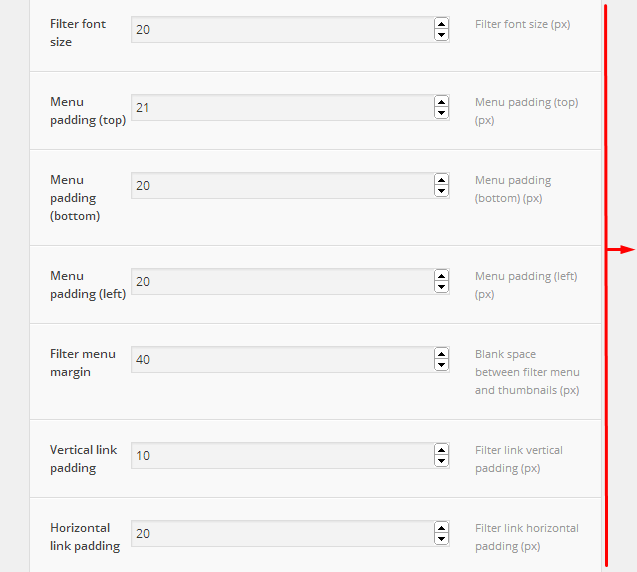 Filter font
size
20
Filter font size (px)
Menu
padding (top)
21
Menu padding (top)
(px)
Menu
padding
(bottom)
20
Menu padding
(bottom) (px)
Menu
padding (left)
20
Menu padding (left)
(px)
Filter menu
margin
40
Blank space
between filter menu
and thumbnails (px)
Vertical link
padding
10
Filter link vertical
padding (px)
Horizontal
link padding
20
Filter link horizontal
padding (px)